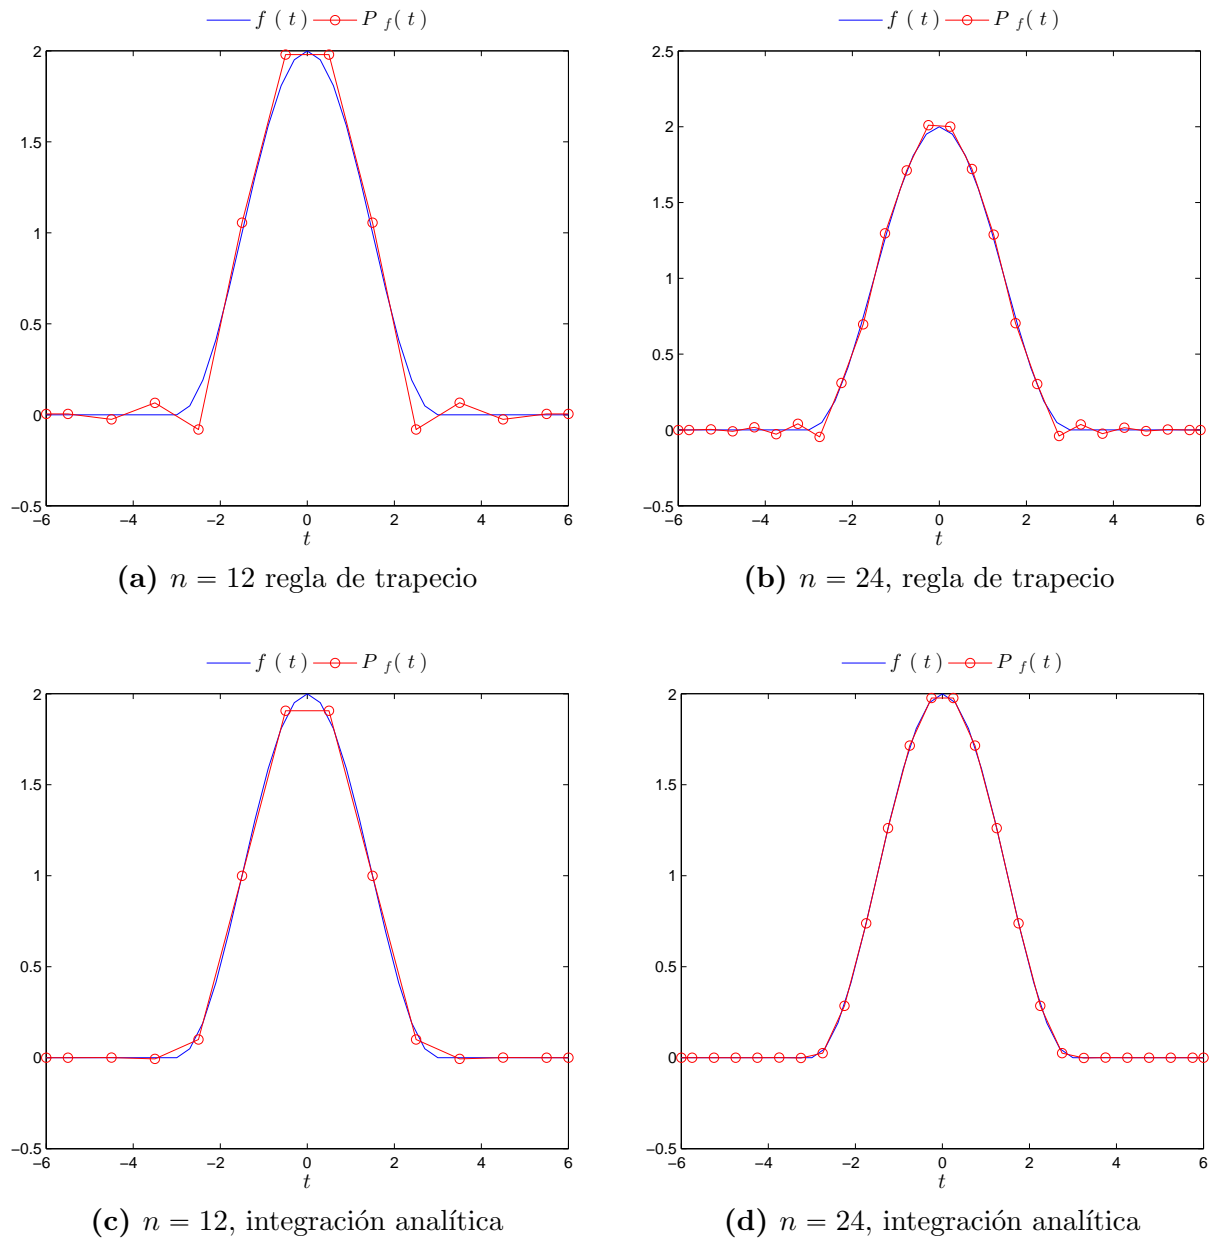 f ( t ) P f ( t )
2
1.5
1
0.5
0
−0.5
−6 −4 −2 0 2 4 6
t
(a) n = 12 regla de trapecio
f ( t ) P f ( t )
2.5
2
1.5
1
0.5
0
−0.5
−6 −4 −2 0 2 4 6
t
(b) n = 24, regla de trapecio
f ( t ) P f ( t )
2
1.5
1
0.5
0
−0.5
−6 −4 −2 0 2 4 6
t
(c) n = 12, integración analítica
f ( t ) P f ( t )
2
1.5
1
0.5
0
−0.5
−6 −4 −2 0 2 4 6
t
(d) n = 24, integración analítica